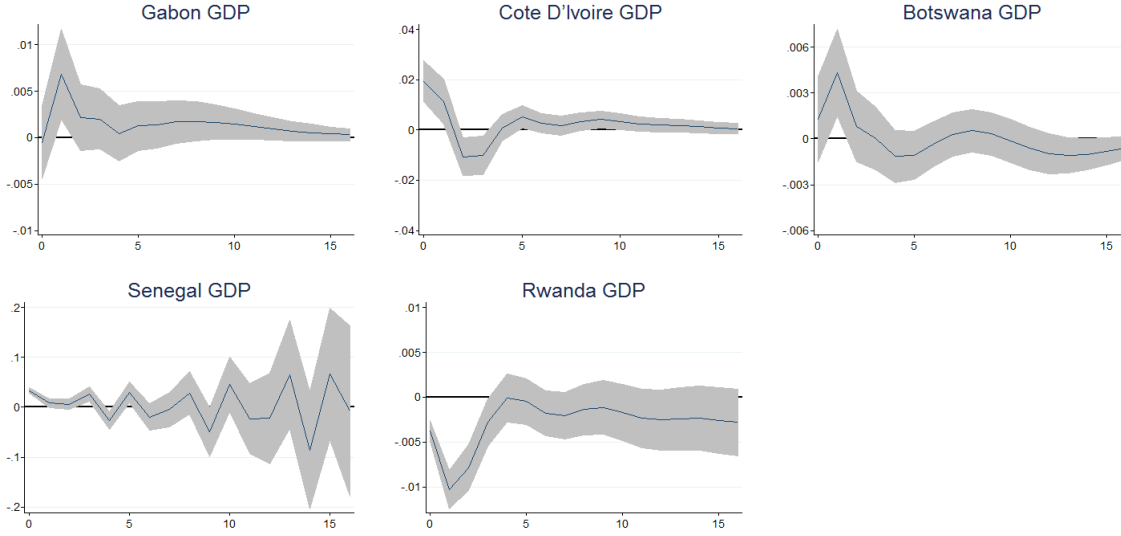 Gabon GDP
.01
.005
0
-.005
-.01
0 5 10 15
Cote D'Ivoire GDP
.04
.02
0
-.02
-.04
0 5 10 15
Botswana GDP
.006
.003
0
-.003
-.006
0 5 10 15
Senegal GDP
.2
.1
0
-.1
-.2
0 5 10 15
Rwanda GDP
.01
.005
0
-.005
-.01
0 5 10 15